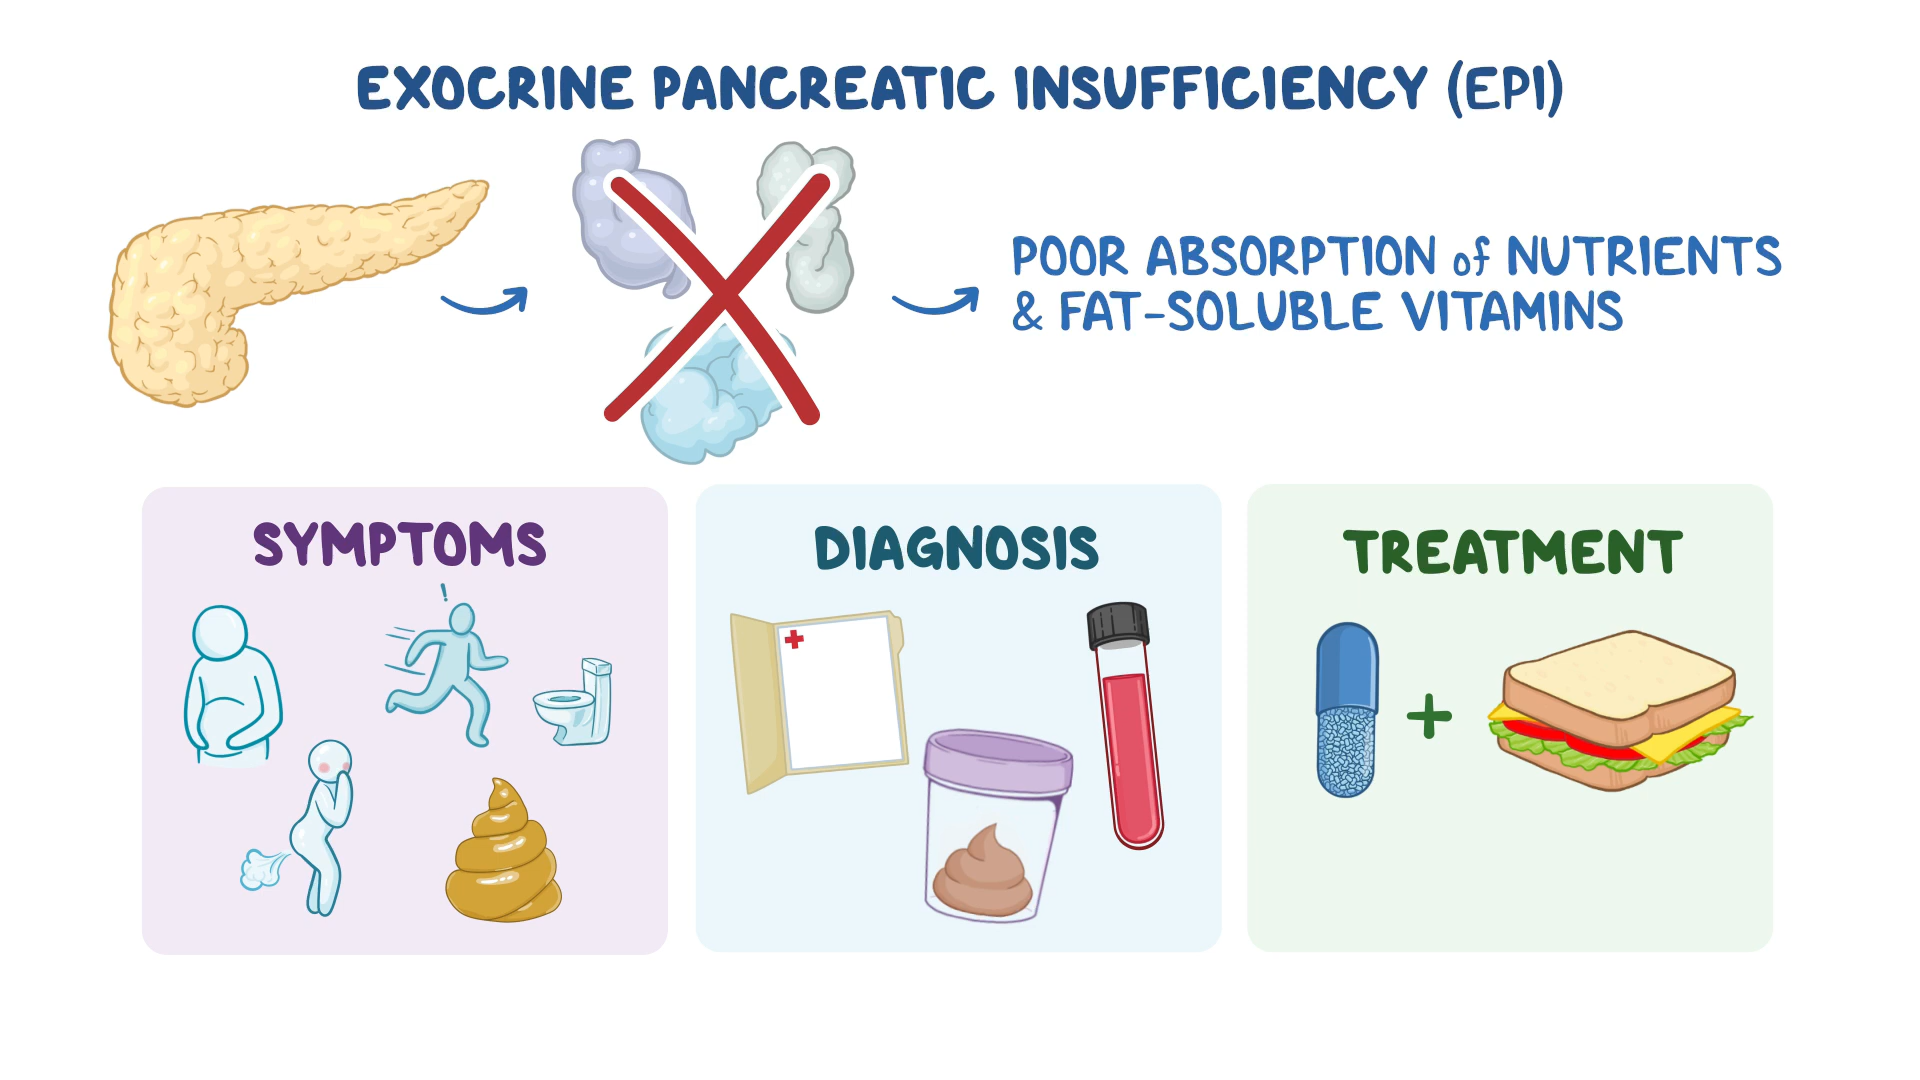 EXOCRINE PANCREATIC INSUFFICIENCY (EPI)
POOR ABSORPTION of NUTRIENTS
& FAT-SOLUBLE VITAMINS
SYMPTOMS
!
DIAGNOSIS
TREATMENT
+